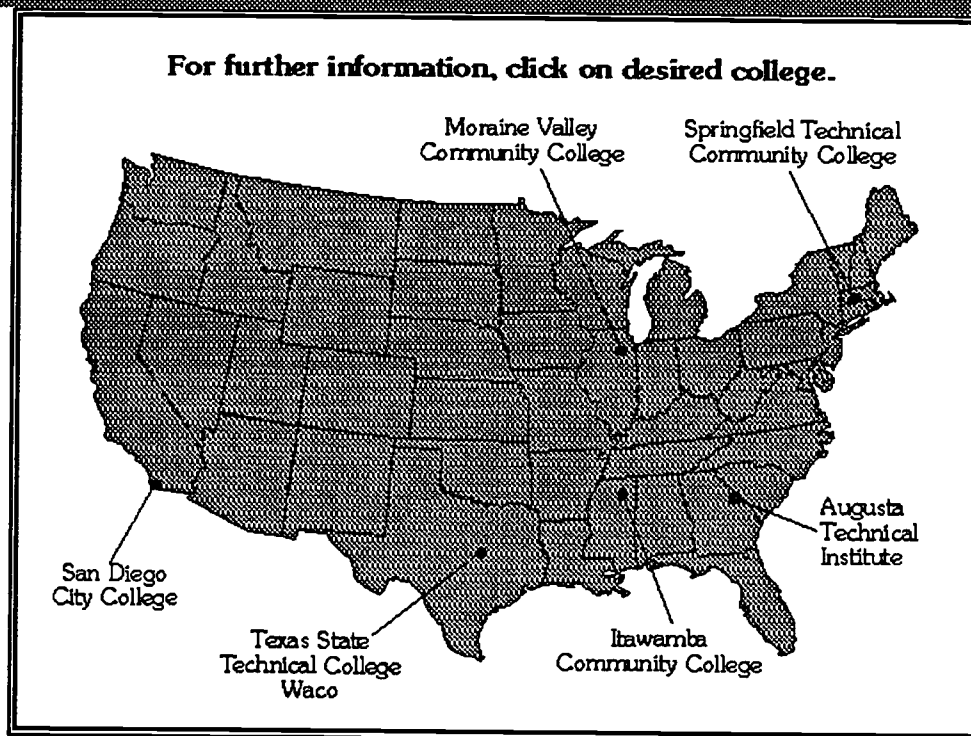 For further information, click on desired college.
Moraine Valley
Community College
Springfield Technical
Community College
San Diego
City College
Texas State
Technical College
Waco
Itawamba
Community College
Augusta
Technical
Institute